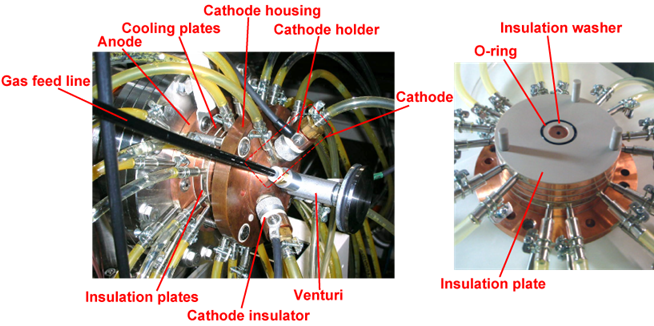 Cathode housing
Cooling plates
Cathode holder
Anode
Gas feed line
Cathode
Insulation plates
Venturi
Cathode insulator
Insulation washer
O-ring
Insulation plate